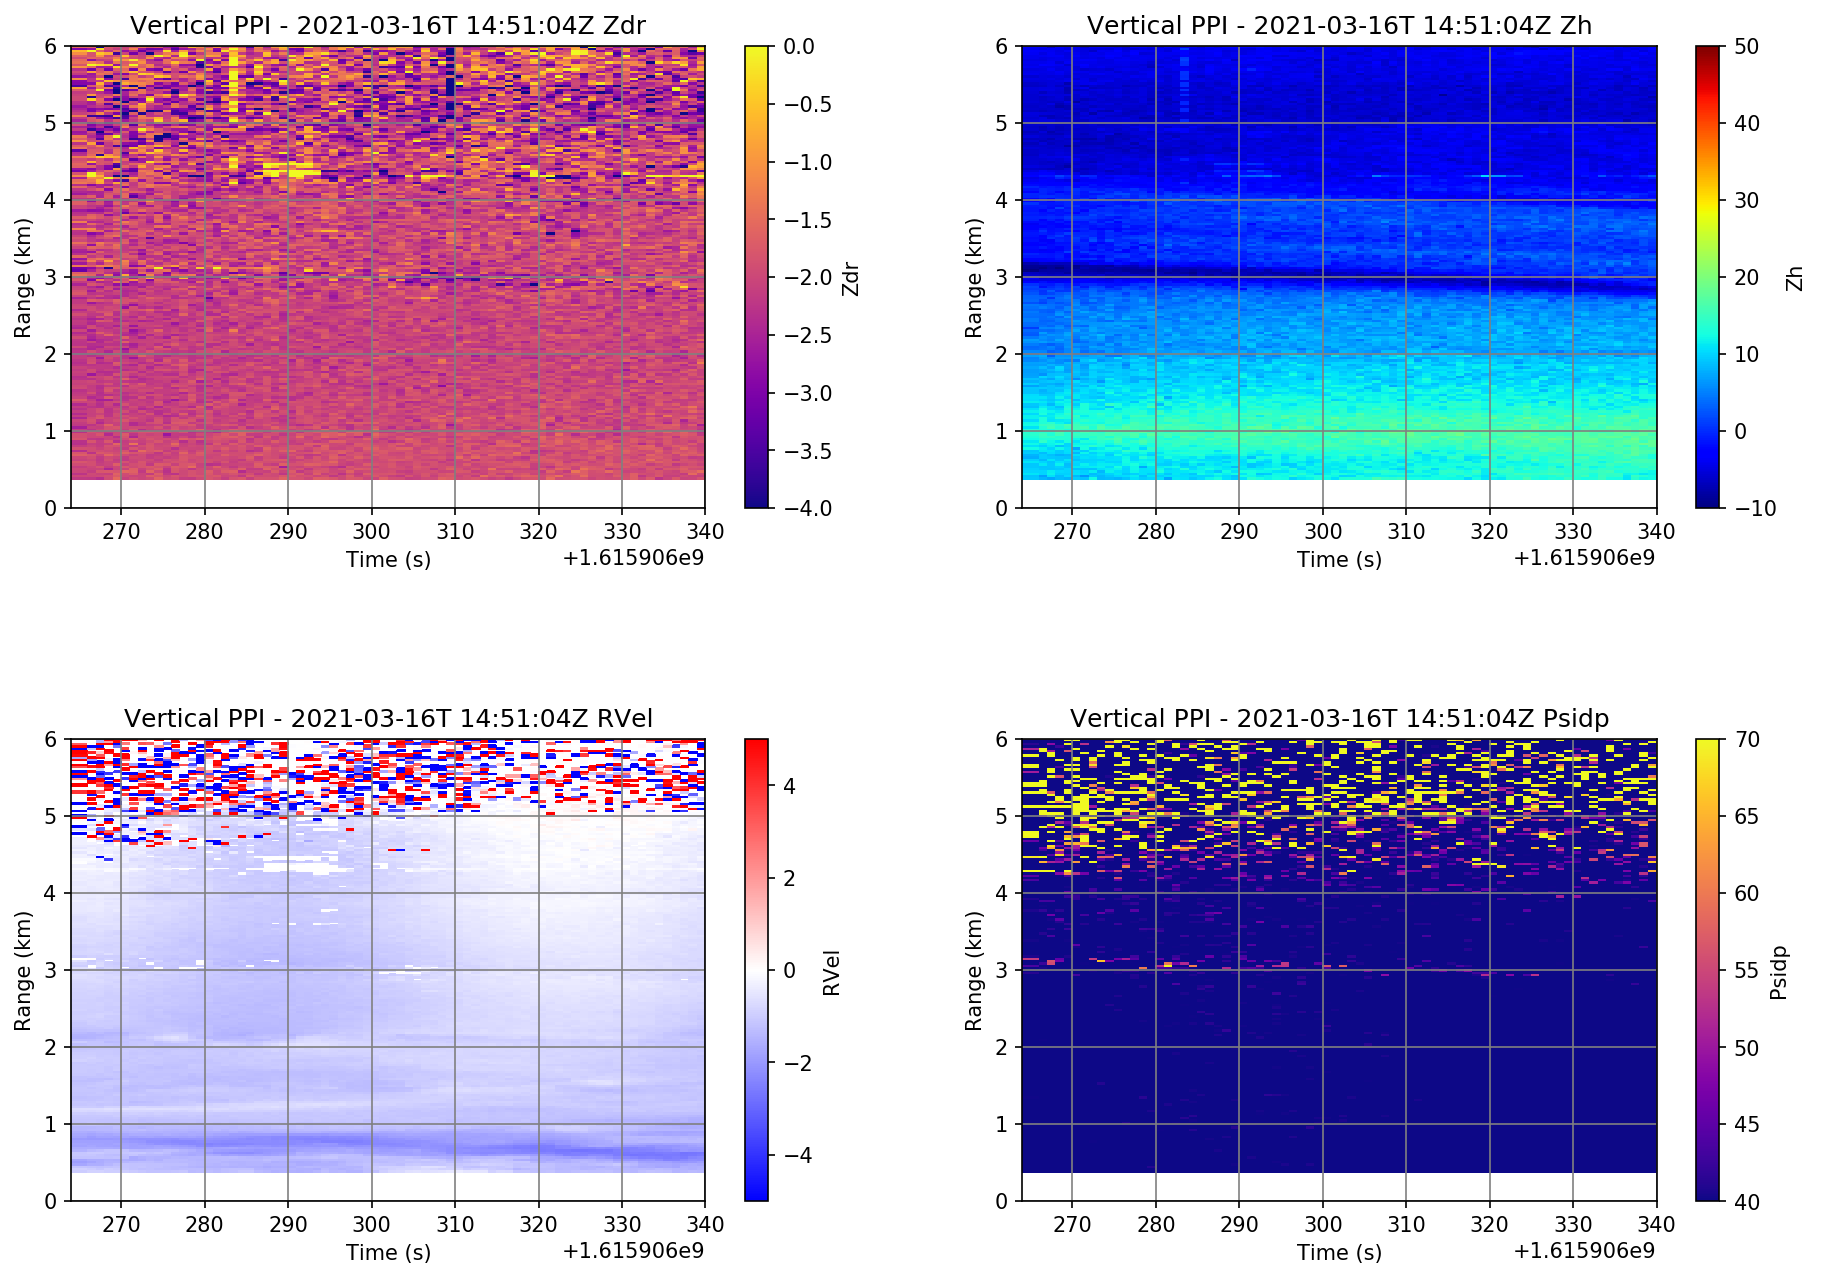 Vertical PPI - 2021-03-16T 14:51:04Z Zdr
6
5
4
3
2
1
0
Range (km)
270 280 290 300 310 320 330 340
Time (s)
+1.615906e9
0.0
−0.5
−1.0
−1.5
−2.0
−2.5
−3.0
−3.5
−4.0
Zdr
Vertical PPI - 2021-03-16T 14:51:04Z Zh
6
5
4
3
2
1
0
Range (km)
270 280 290 300 310 320 330 340
Time (s)
+1.615906e9
50
40
30
20
10
0
−10
Zh
Vertical PPI - 2021-03-16T 14:51:04Z RVel
6
5
4
3
2
1
0
Range (km)
270 280 290 300 310 320 330 340
Time (s)
+1.615906e9
4
2
0
−2
−4
RVel
Vertical PPI - 2021-03-16T 14:51:04Z Psidp
6
5
4
3
2
1
0
Range (km)
270 280 290 300 310 320 330 340
Time (s)
+1.615906e9
70
65
60
55
50
45
40
Psidp